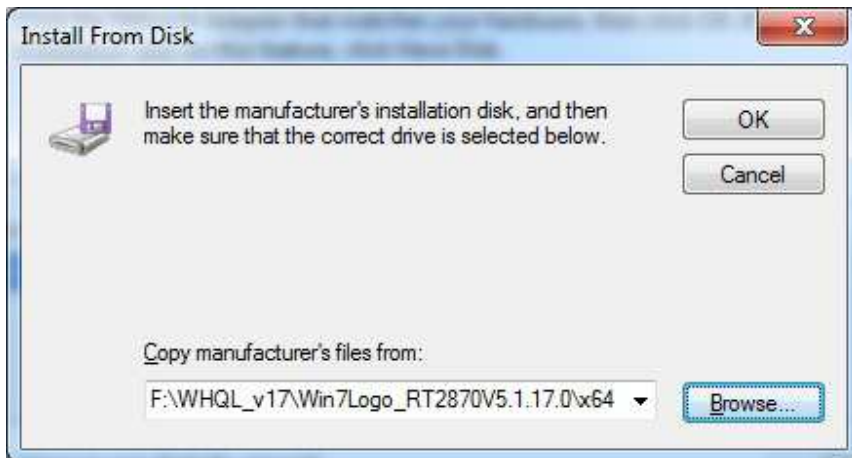 Install From Disk
Insert the manufacturer's installation disk, and then
make sure that the correct drive is selected below.
OK
Cancel
Copy manufacturer's files from:
F:\WHQL_v17\Win7Logo_RT2870V5.1.17.0\x64
Browse...